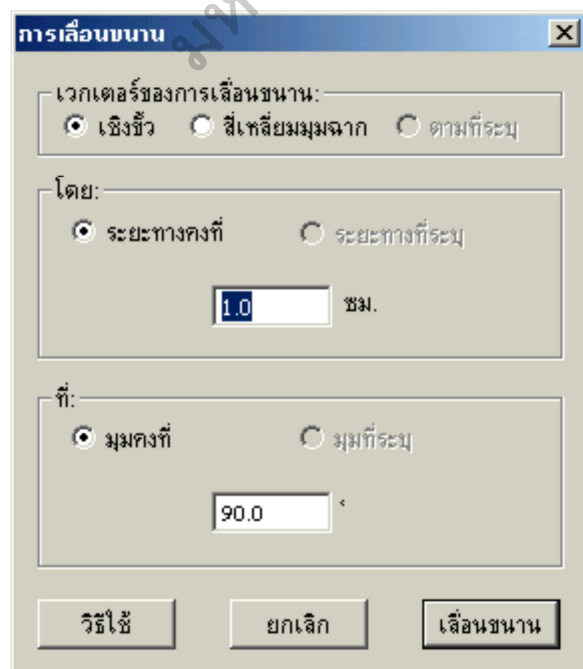 มห
การเลื่อนขนาน
เวกเตอร์ของการเลื่อนขนาน:
เชิงขั้ว สี่เหลี่ยมมุมฉาก ตามที่ระบุ
โดย:
ระยะทางคงที่ ระยะทางที่ระบุ
1.0 ซม.
ที่:
มุมคงที่ มุมที่ระบุ
90.0 °
วิธีใช้ ยกเลิก เลื่อนขนาน